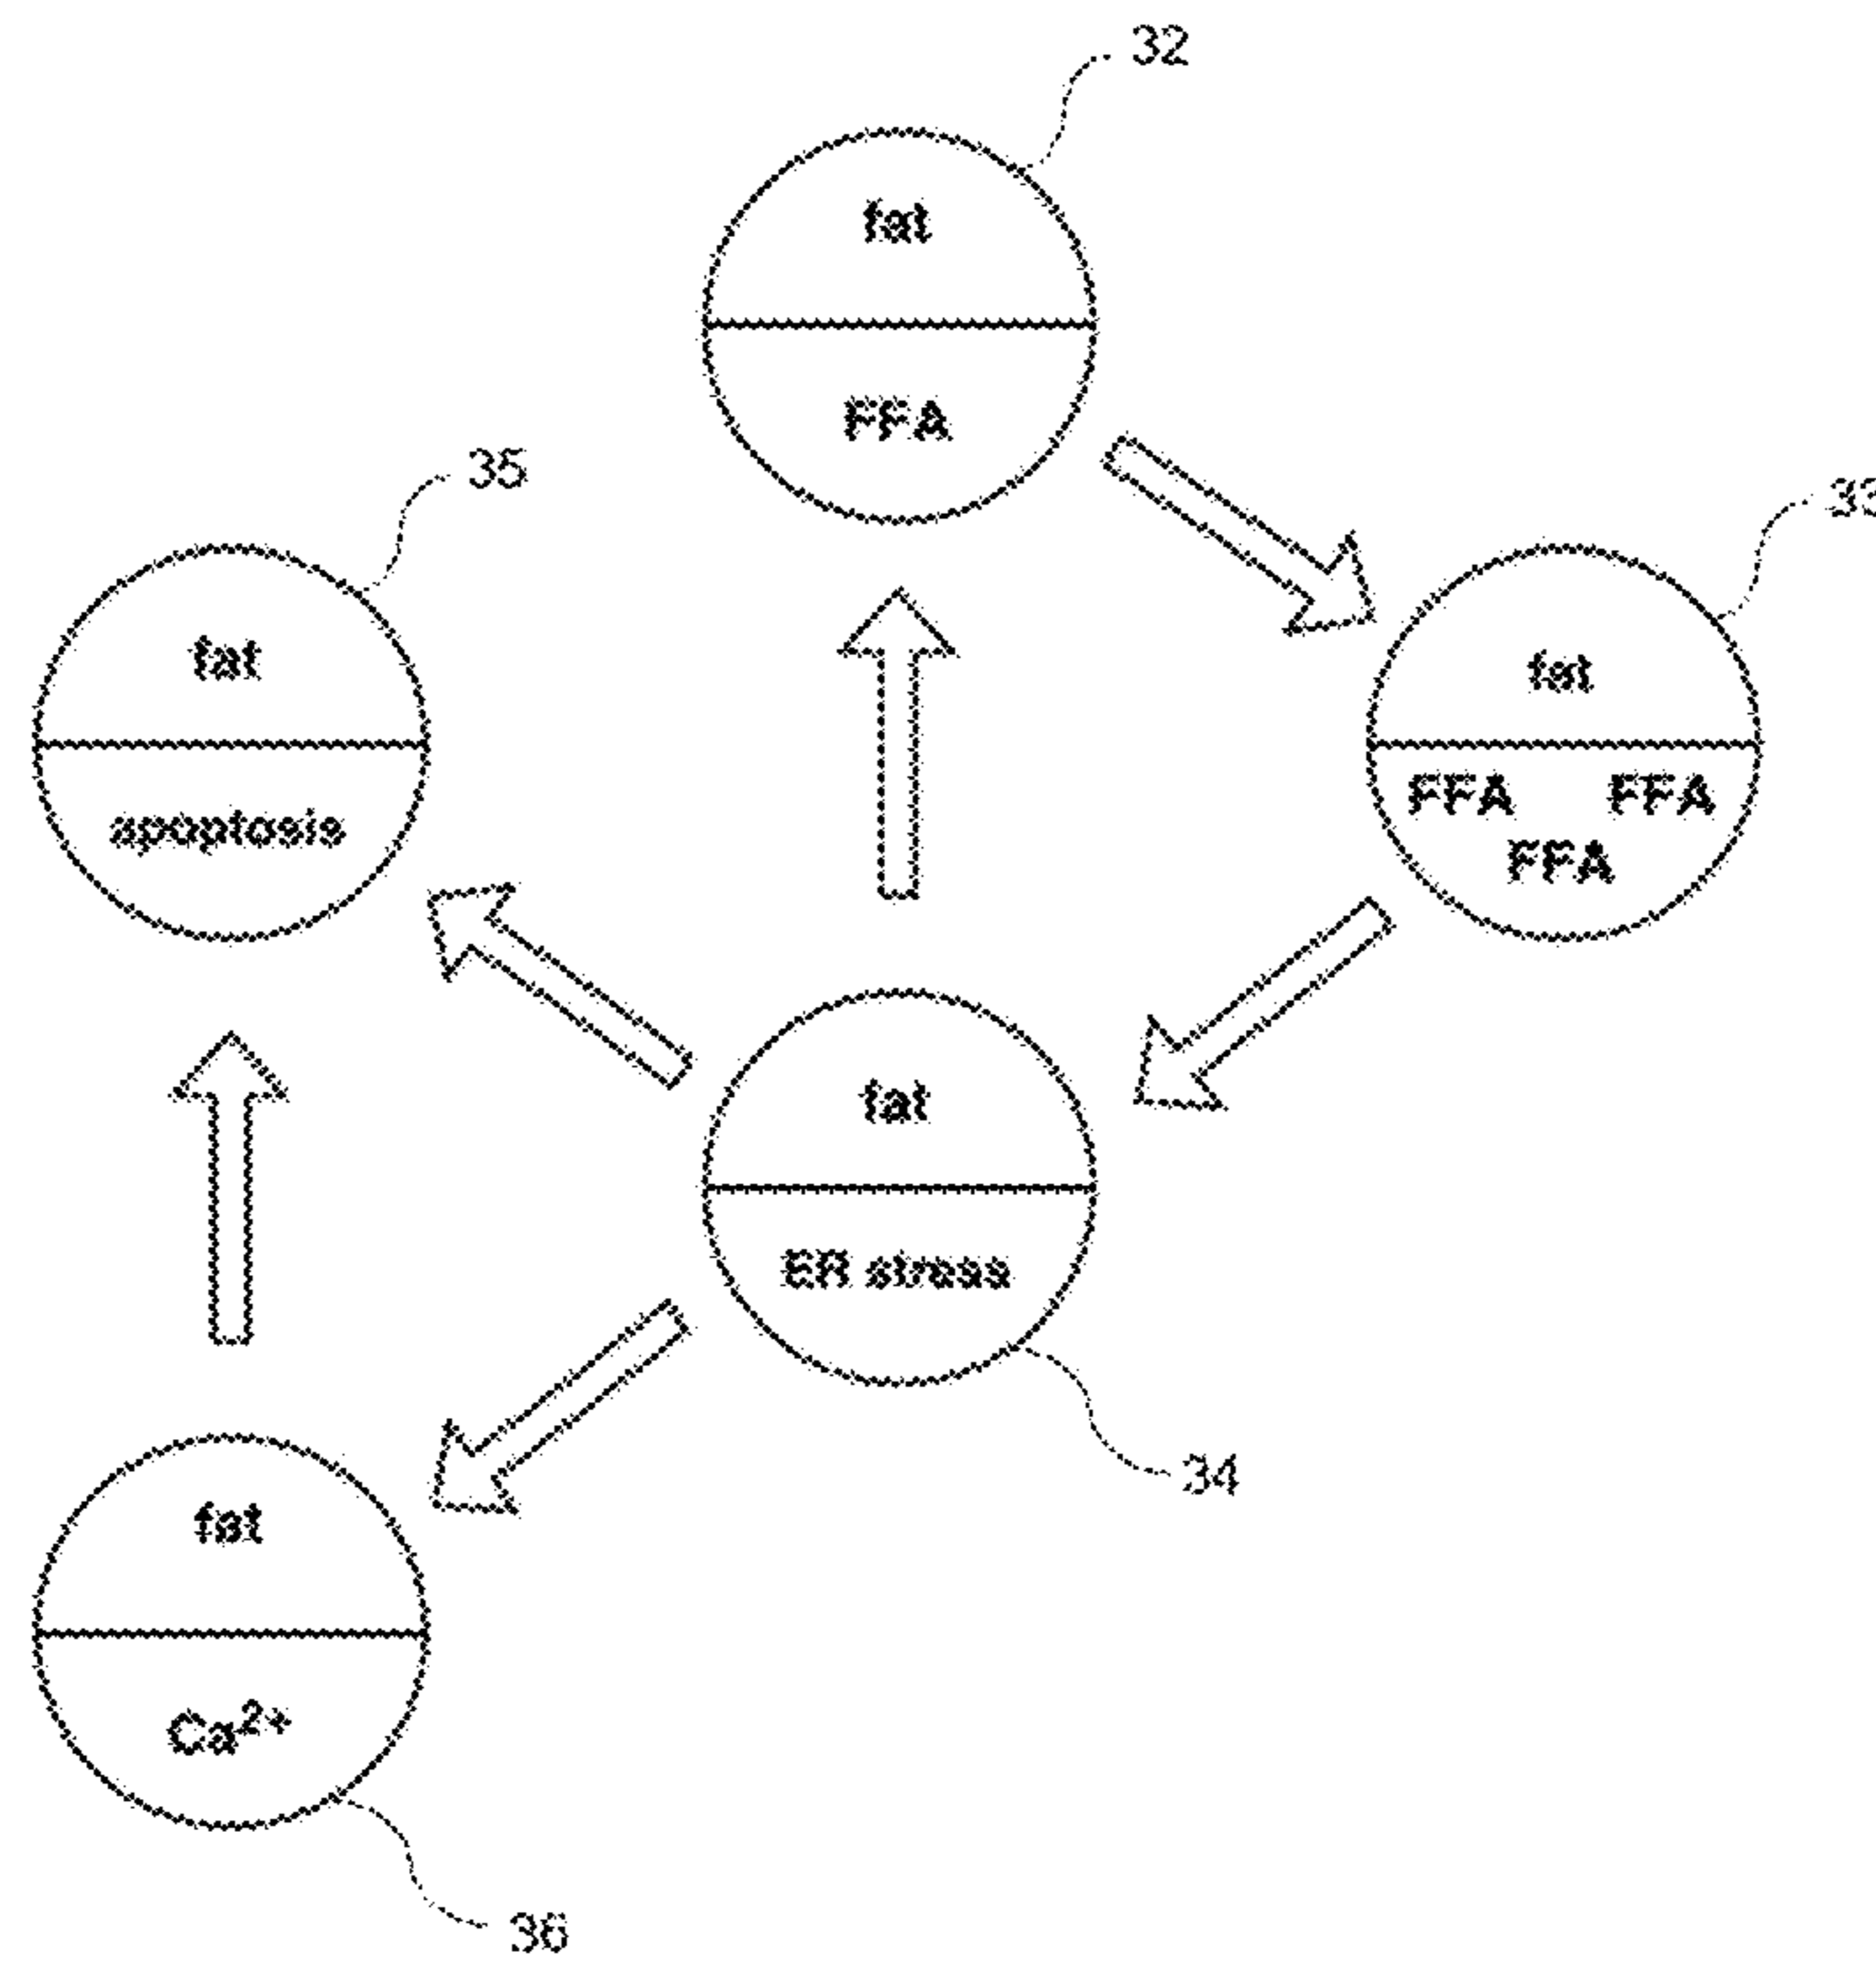 32
fat
FFA
35
33
fat
apoptosis
fat
FFA FFA
FFA
fat
ER stress
34
fat
Ca²⁺
36